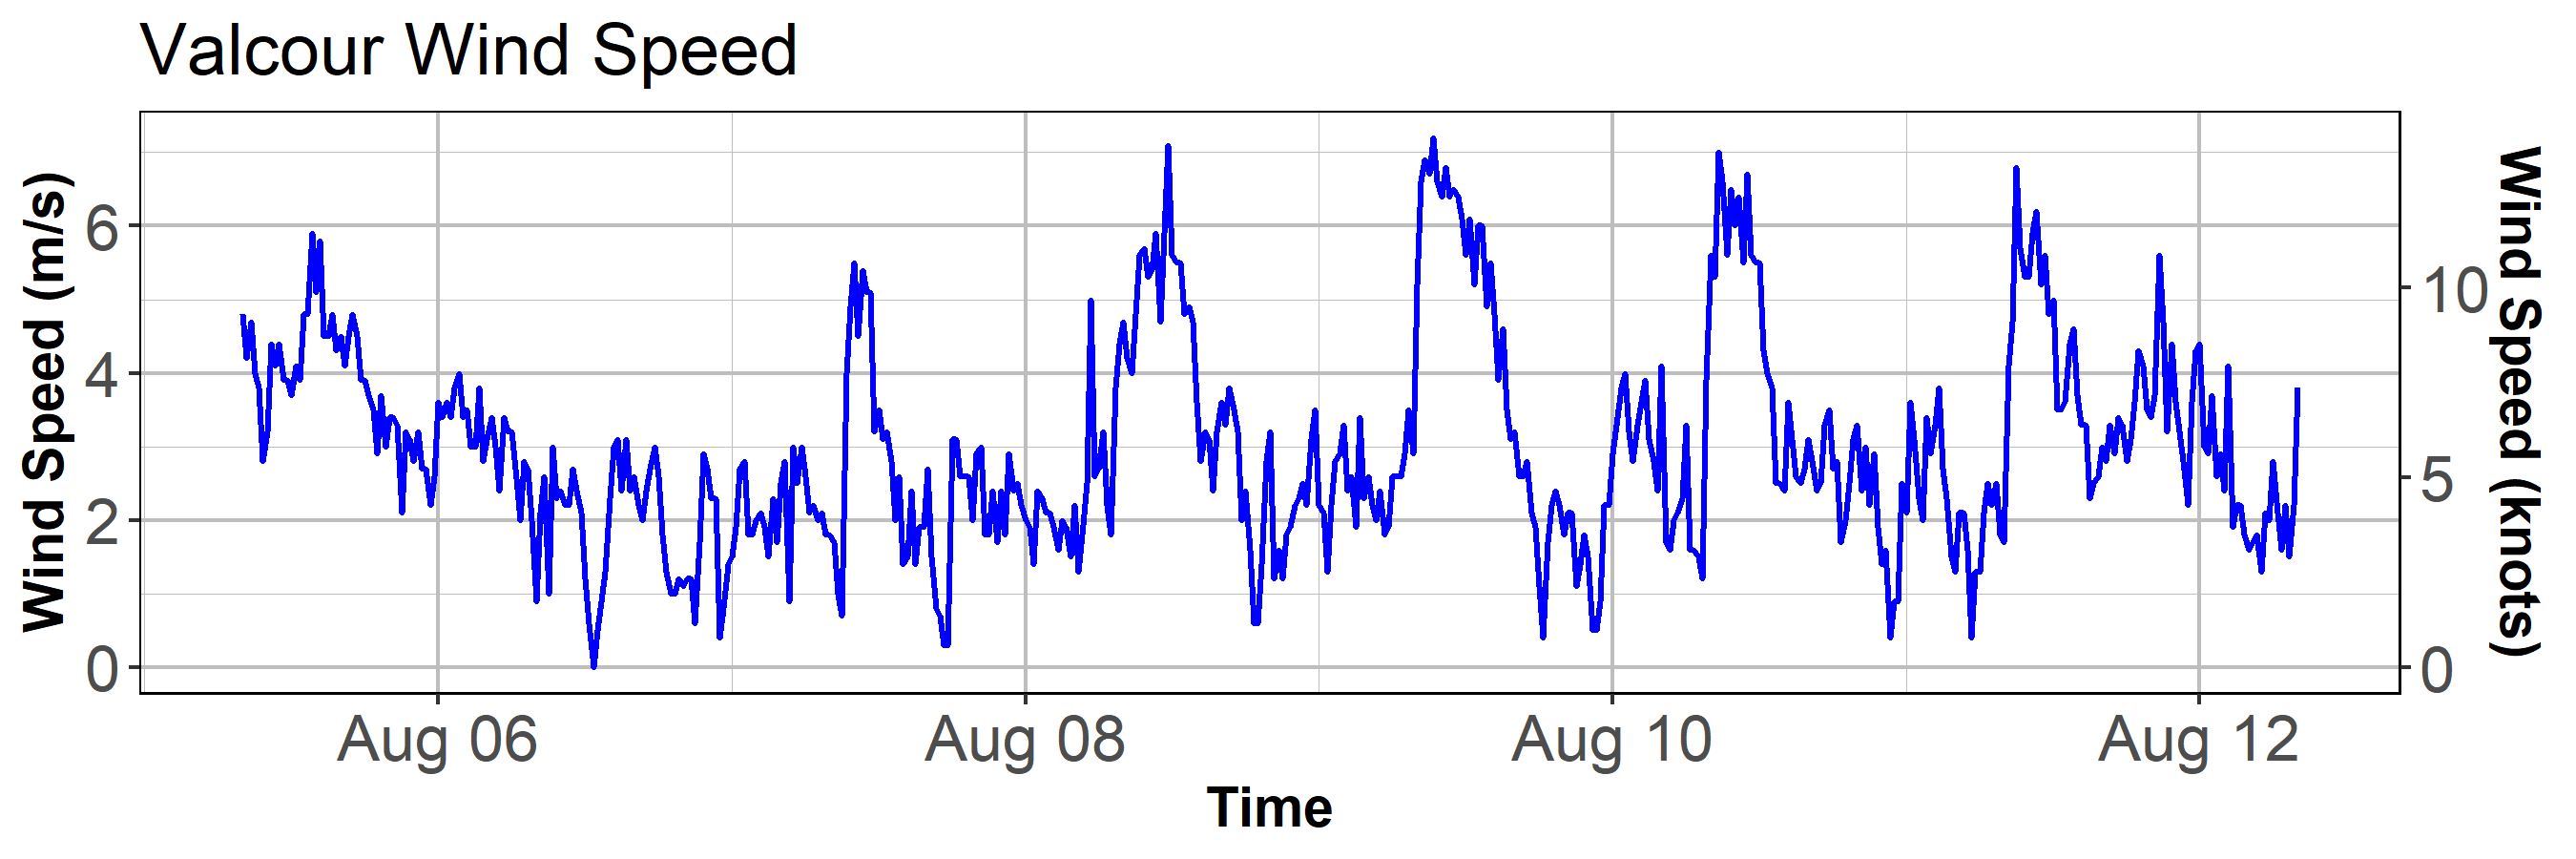 Valcour Wind Speed
Wind Speed (m/s)
6
4
2
0
10
5
0
Wind Speed (knots)
Aug 06
Aug 08
Aug 10
Aug 12
Time